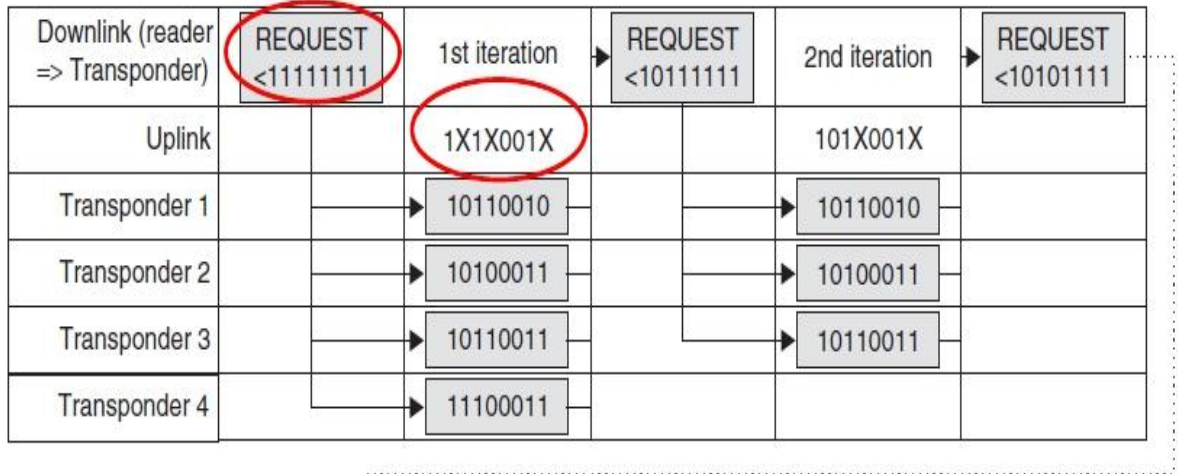 Downlink (reader
=> Transponder)
REQUEST
<11111111
1st iteration
REQUEST
<10111111
2nd iteration
REQUEST
<10101111
Uplink
1X1X001X
101X001X
Transponder 1
10110010
10110010
Transponder 2
10100011
10100011
Transponder 3
10110011
10110011
Transponder 4
11100011